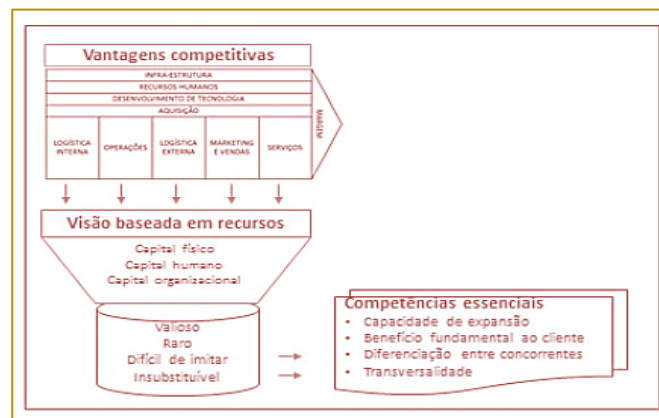 Vantagens competitivas
INFRA-ESTRUTURA
RECURSOS HUMANOS
DESENVOLVIMENTO DE TECNOLOGIA
AQUISIÇÃO
MARGEM
LOGÍSTICA
INTERNA
OPERAÇÕES
LOGÍSTICA
EXTERNA
MARKETING
E VENDAS
SERVIÇOS
Visão baseada em recursos
Capital físico
Capital humano
Capital organizacional
Valioso
Raro
Difícil de imitar
Insubstituível
Competências essenciais
• Capacidade de expansão
• Benefício fundamental ao cliente
• Diferenciação entre concorrentes
• Transversalidade